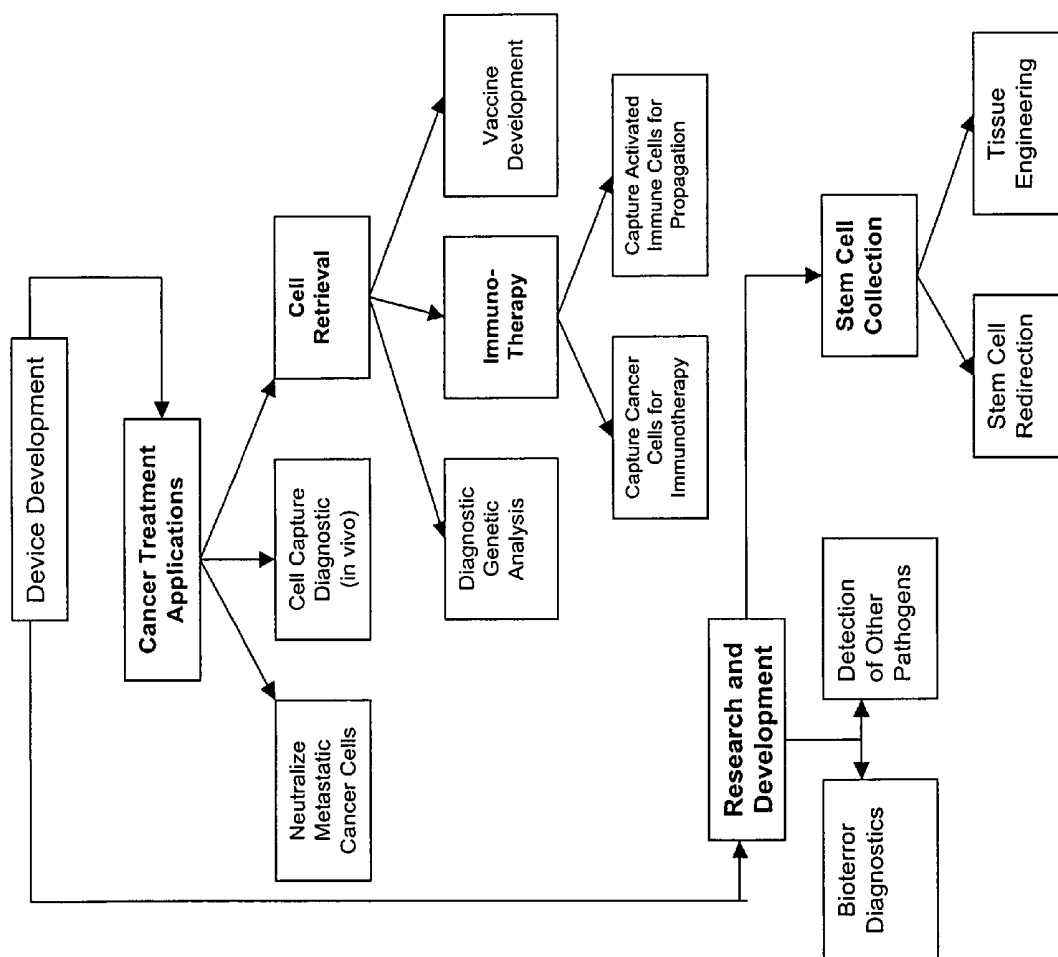 Device Development
Cancer Treatment
Applications
Neutralize
Metastatic
Cancer Cells
Cell Capture
Diagnostic
(in vivo)
Cell
Retrieval
Diagnostic
Genetic
Analysis
Immuno-
Therapy
Vaccine
Development
Capture Cancer
Cells for
Immunotherapy
Capture Activated
Immune Cells for
Propagation
Research and
Development
Bioterror
Diagnostics
Detection
of Other
Pathogens
Stem Cell
Collection
Stem Cell
Redirection
Tissue
Engineering